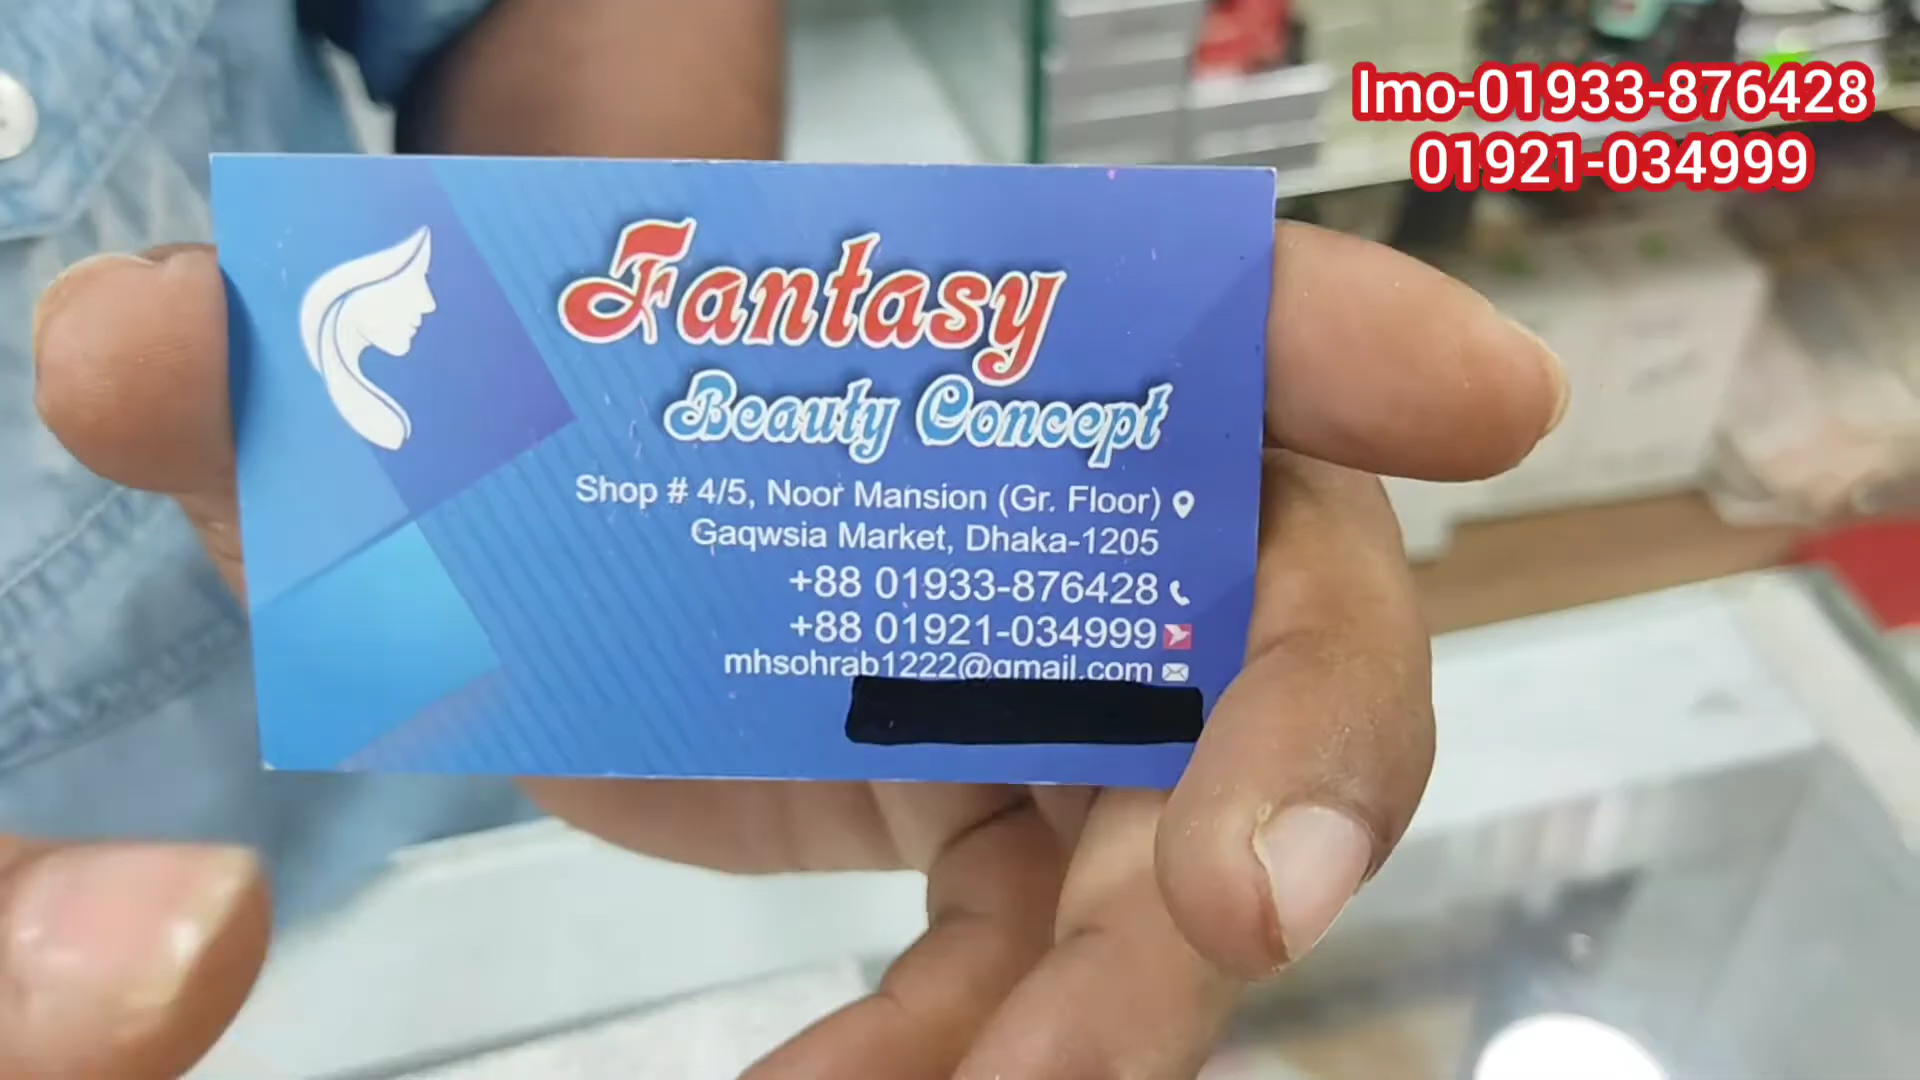 Imo-01933-876428
01921-034999
Fantasy
Beauty Concept
Shop # 4/5, Noor Mansion (Gr. Floor)
Gaqwsia Market, Dhaka-1205
+88 01933-876428
+88 01921-034999
mhsohrab1222@gmail.com